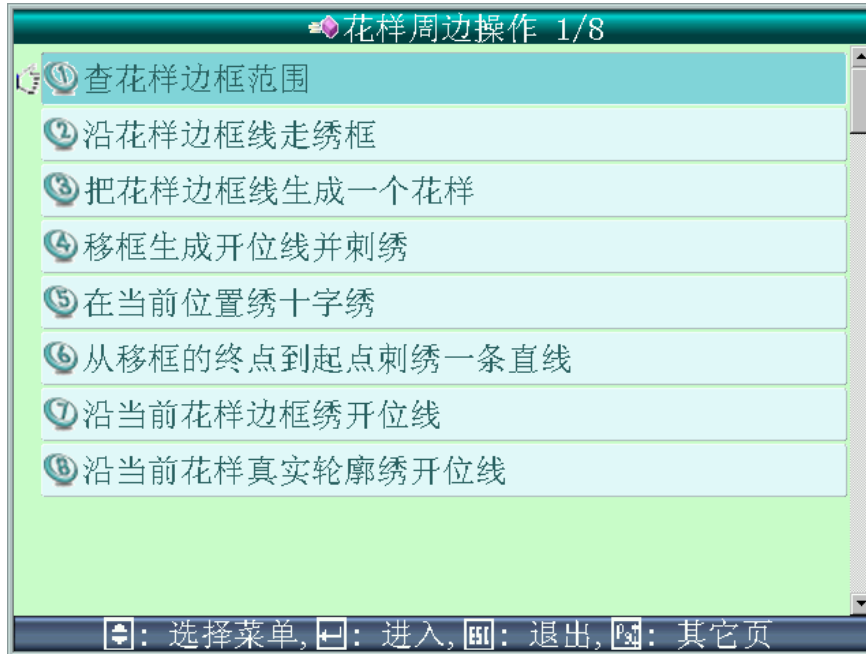 花样周边操作 1/8
①查花样边框范围
②沿花样边框线走绣框
③把花样边框线生成一个花样
④移框生成开位线并刺绣
⑤在当前位置绣十字绣
⑥从移框的终点到起点刺绣一条直线
⑦沿当前花样边框绣开位线
⑧沿当前花样真实轮廓绣开位线
: 选择菜单, : 进入, ESC: 退出, : 其它页